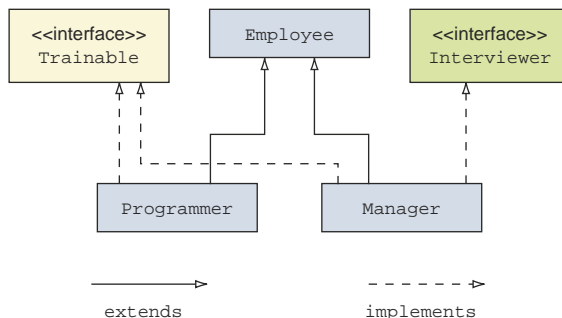 <<interface>>
Trainable
Employee
<<interface>>
Interviewer
Programmer
Manager
extends
implements